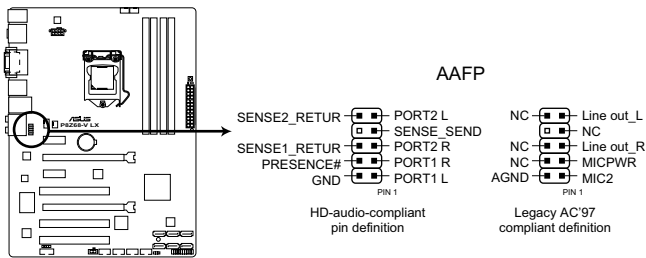 AAFP
ASUS
P8Z68-V LX
SENSE2_RETUR
PORT2 L
SENSE_SEND
SENSE1_RETUR
PORT2 R
PRESENCE#
PORT1 R
GND
PORT1 L
PIN 1
HD-audio-compliant
pin definition
NC
Line out_L
NC
NC
Line out_R
NC
MICPWR
AGND
MIC2
PIN 1
Legacy AC'97
compliant definition